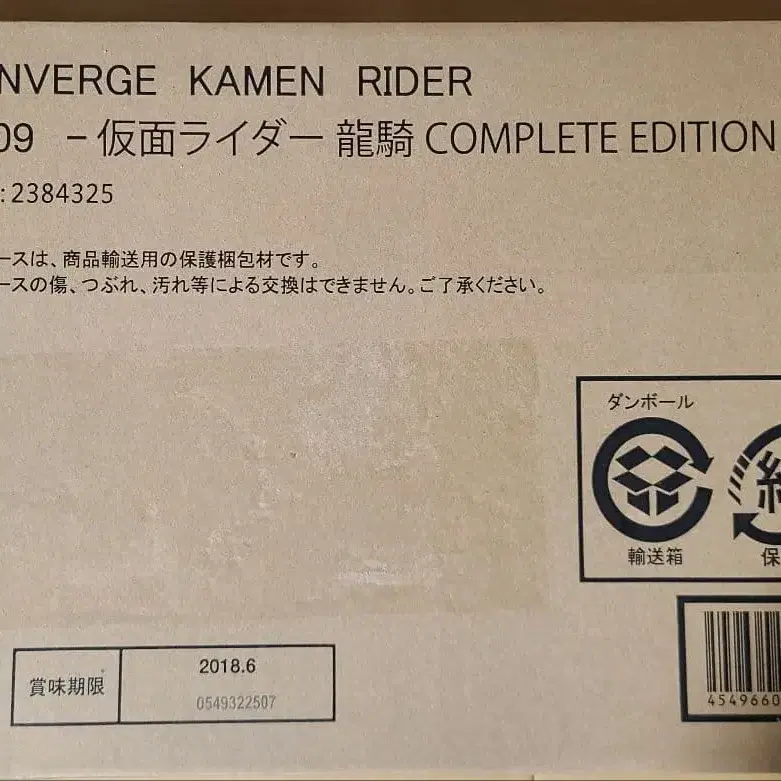 NVERGE KAMEN RIDER
09 －仮面ライダー 龍騎 COMPLETE EDITION
:2384325
ースは、商品輸送用の保護梱包材です。
ースの傷、つぶれ、汚れ等による交換はできません。ご了承ください。
ダンボール
輸送箱
保
賞味期限
2018.6
0549322507
4549660